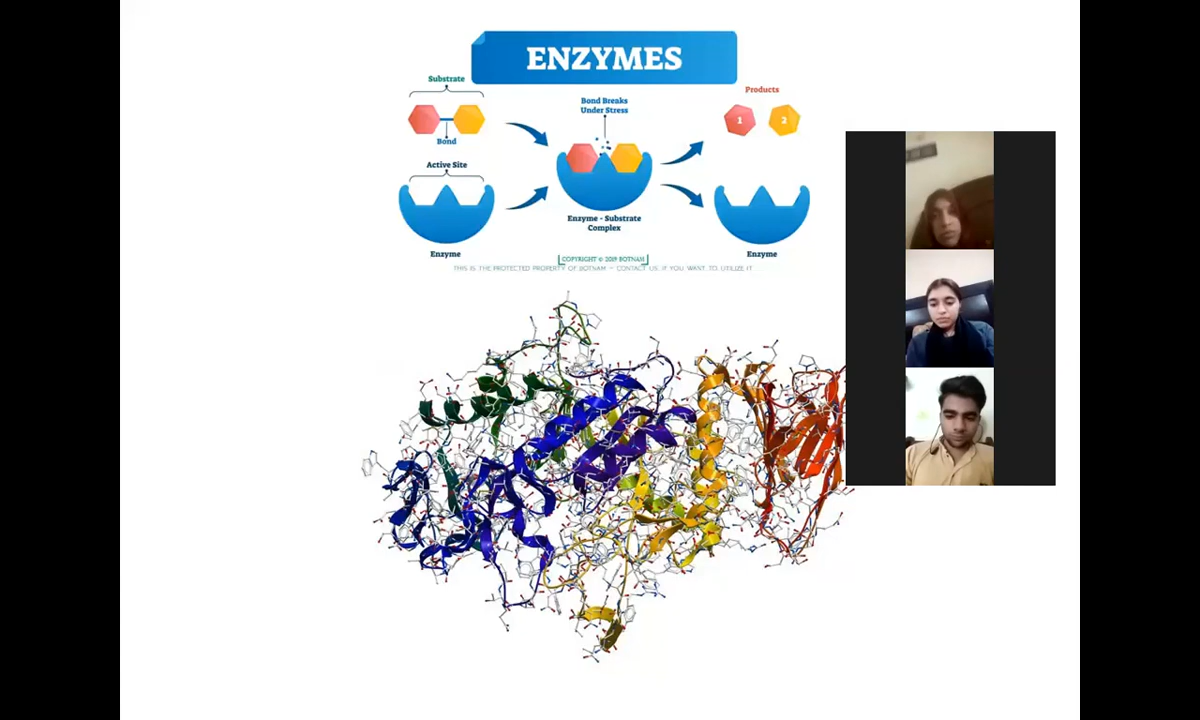 ENZYMES
Substrate
Bond
Active Site
Enzyme
Bond Breaks
Under Stress
Enzyme - Substrate
Complex
Products
1
2
Enzyme
COPYRIGHT © 2019 BOTNAM
THIS IS THE PROTECTED PROPERTY OF BOTNAM - CONTACT US, IF YOU WANT TO UTILIZE IT